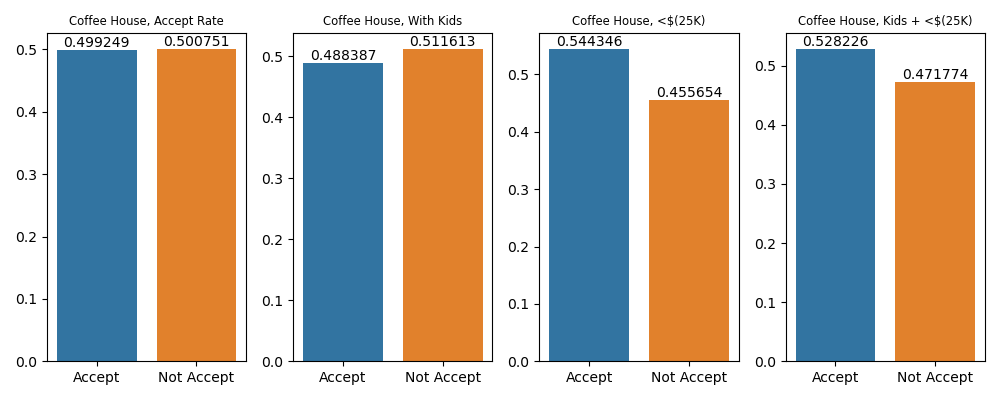 Coffee House, Accept Rate
0.499249
0.500751
0.5
0.4
0.3
0.2
0.1
0.0
Accept
Not Accept
Coffee House, With Kids
0.488387
0.511613
0.5
0.4
0.3
0.2
0.1
0.0
Accept
Not Accept
Coffee House, <$(25K)
0.544346
0.455654
0.5
0.4
0.3
0.2
0.1
0.0
Accept
Not Accept
Coffee House, Kids + <$(25K)
0.528226
0.471774
0.5
0.4
0.3
0.2
0.1
0.0
Accept
Not Accept